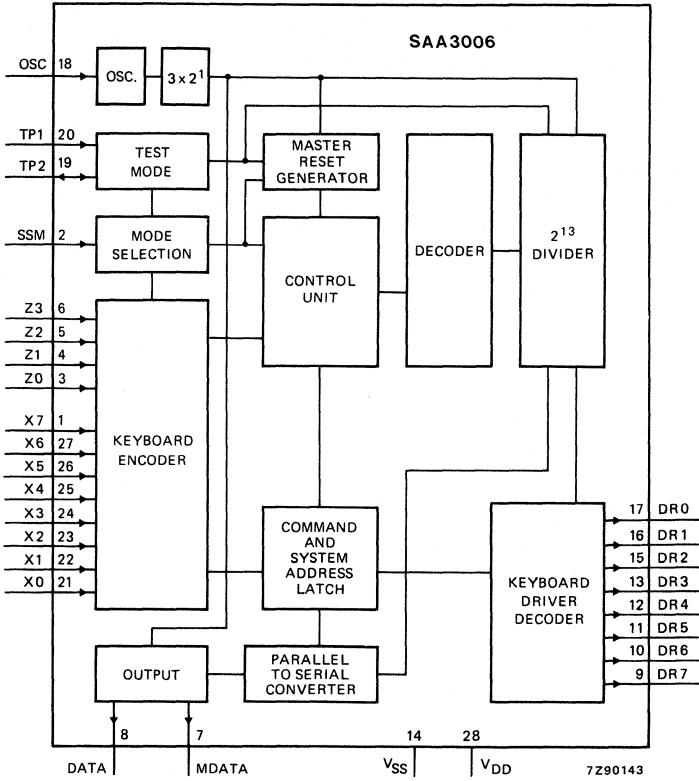 SAA3006
OSC 18
OSC.
3 x 2¹
TP1 20
TP2 19
TEST
MODE
MASTER
RESET
GENERATOR
SSM 2
MODE
SELECTION
CONTROL
UNIT
DECODER
2¹³
DIVIDER
Z3 6
Z2 5
Z1 4
Z0 3
X7 1
X6 27
X5 26
X4 25
X3 24
X2 23
X1 22
X0 21
KEYBOARD
ENCODER
COMMAND
AND
SYSTEM
ADDRESS
LATCH
KEYBOARD
DRIVER
DECODER
17 DR0
16 DR1
15 DR2
13 DR3
12 DR4
11 DR5
10 DR6
9 DR7
OUTPUT
PARALLEL
TO SERIAL
CONVERTER
8
7
14
28
DATA
MDATA
VSS
VDD
7Z90143